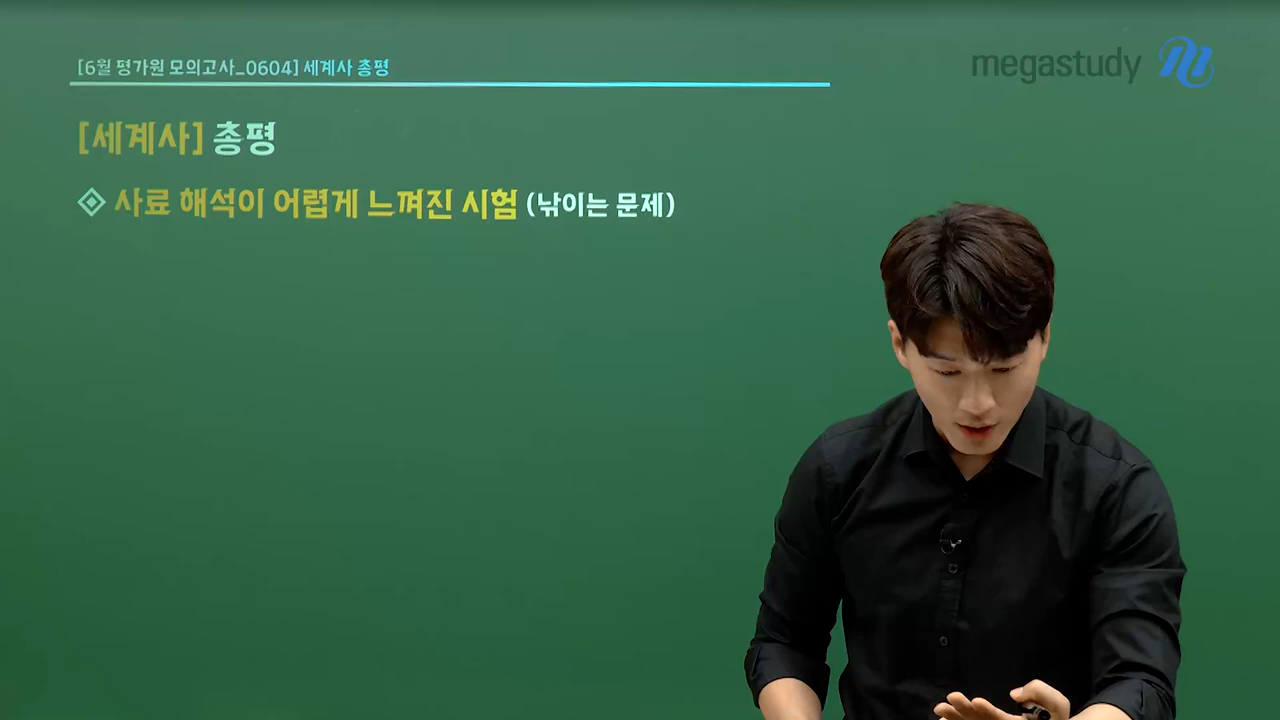 [6월 평가원 모의고사_0604] 세계사 총평
megastudy
[세계사] 총평
사료 해석이 어렵게 느껴진 시험 (낚이는 문제)